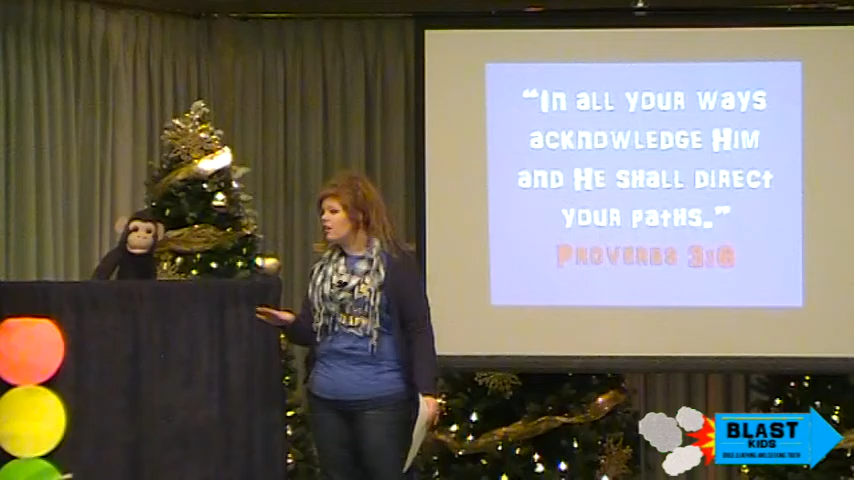 “In all your ways
acknowledge Him
and He shall direct
your paths.”
Proverbs 3:6
BLAST
KIDS